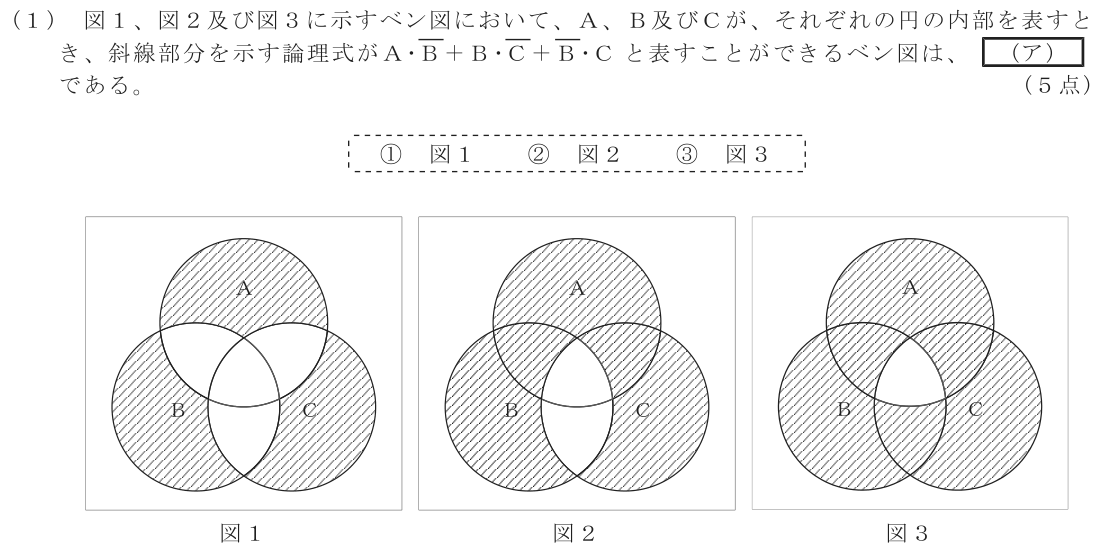 (1) 図1、図2及び図3に示すベン図において、A、B及びCが、それぞれの円の内部を表すと
き、斜線部分を示す論理式がA・B̅+B・C̅+B̅・Cと表すことができるベン図は、 (ア)
である。 (5点)
① 図1 ② 図2 ③ 図3
A A A
B C B C B C
図1 図2 図3